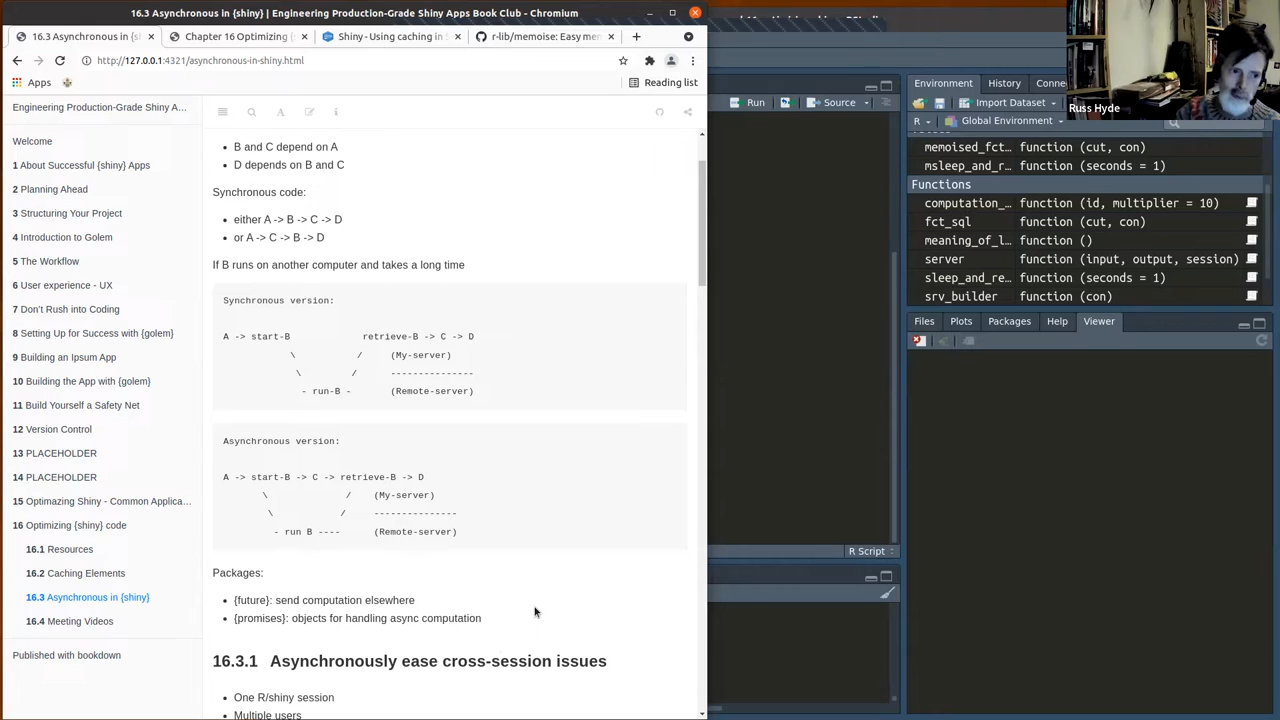 16.3 Asynchronous in {shiny} | Engineering Production-Grade Shiny Apps Book Club - Chromium
16.3 Asynchronous in {sh
Chapter 16 Optimizing {
Shiny - Using caching in S
r-lib/memoise: Easy mem
http://127.0.0.1:4321/asynchronous-in-shiny.html
Apps
Reading list
Engineering Production-Grade Shiny A...
Welcome
1 About Successful {shiny} Apps
2 Planning Ahead
3 Structuring Your Project
4 Introduction to Golem
5 The Workflow
6 User experience - UX
7 Don't Rush into Coding
8 Setting Up for Success with {golem}
9 Building an Ipsum App
10 Building the App with {golem}
11 Build Yourself a Safety Net
12 Version Control
13 PLACEHOLDER
14 PLACEHOLDER
15 Optimazing Shiny - Common Applica...
16 Optimizing {shiny} code
16.1 Resources
16.2 Caching Elements
16.3 Asynchronous in {shiny}
16.4 Meeting Videos
Published with bookdown
• B and C depend on A
• D depends on B and C
Synchronous code:
• either A -> B -> C -> D
• or A -> C -> B -> D
If B runs on another computer and takes a long time
Synchronous version:
A -> start-B retrieve-B -> C -> D
\ / (My-server)
\ / ---------------
- run-B - (Remote-server)
Asynchronous version:
A -> start-B -> C -> retrieve-B -> D
\ / (My-server)
\ / ---------------
- run B ---- (Remote-server)
Packages:
• {future}: send computation elsewhere
• {promises}: objects for handling async computation
16.3.1 Asynchronously ease cross-session issues
• One R/shiny session
• Multiple users
Run
Source
R Script
Environment
History
Conne
Import Dataset
R
Global Environment
memoised_fct... function (cut, con)
msleep_and_r... function (seconds = 1)
Functions
computation_... function (id, multiplier = 10)
fct_sql function (cut, con)
meaning_of_l... function ()
server function (input, output, session)
sleep_and_re... function (seconds = 1)
srv_builder function (con)
Files
Plots
Packages
Help
Viewer
Russ Hyde